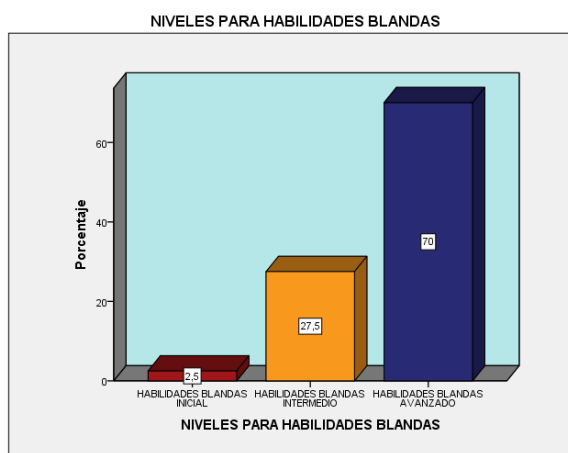 NIVELES PARA HABILIDADES BLANDAS
Porcentaje
60
40
20
0
2,5
27,5
70
HABILIDADES BLANDAS
INICIAL
HABILIDADES BLANDAS
INTERMEDIO
HABILIDADES BLANDAS
AVANZADO
NIVELES PARA HABILIDADES BLANDAS